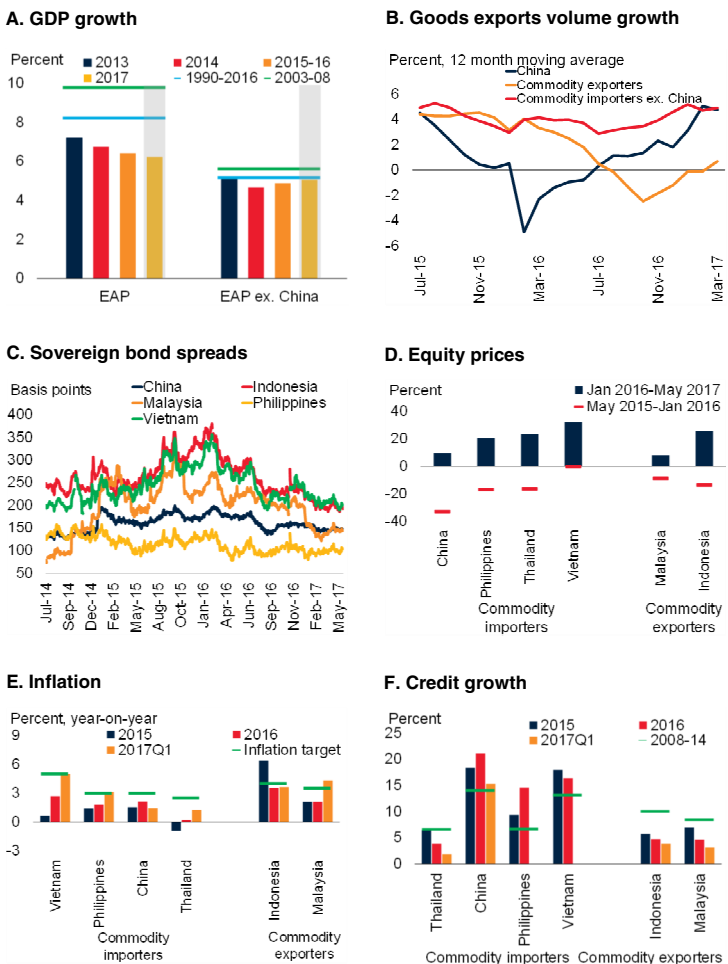 A. GDP growth
Percent
2013
2014
2015-16
2017
1990-2016
2003-08
10
8
6
4
2
0
EAP
EAP ex. China
B. Goods exports volume growth
Percent, 12 month moving average
China
Commodity exporters
Commodity importers ex. China
6
4
2
0
-2
-4
-6
Jul-15
Nov-15
Mar-16
Jul-16
Nov-16
Mar-17
C. Sovereign bond spreads
Basis points
China
Indonesia
Malaysia
Philippines
Vietnam
400
350
300
250
200
150
100
50
Jul-14
Sep-14
Dec-14
Feb-15
May-15
Aug-15
Oct-15
Jan-16
Apr-16
Jun-16
Sep-16
Nov-16
Feb-17
May-17
D. Equity prices
Percent
Jan 2016-May 2017
May 2015-Jan 2016
40
20
0
-20
-40
China
Philippines
Thailand
Vietnam
Malaysia
Indonesia
Commodity
importers
Commodity
exporters
E. Inflation
Percent, year-on-year
2015
2016
2017Q1
Inflation target
9
6
3
0
-3
Vietnam
Philippines
China
Thailand
Indonesia
Malaysia
Commodity
importers
Commodity
exporters
F. Credit growth
Percent
2015
2016
2017Q1
2008-14
25
20
15
10
5
0
Thailand
China
Philippines
Vietnam
Indonesia
Malaysia
Commodity importers
Commodity exporters